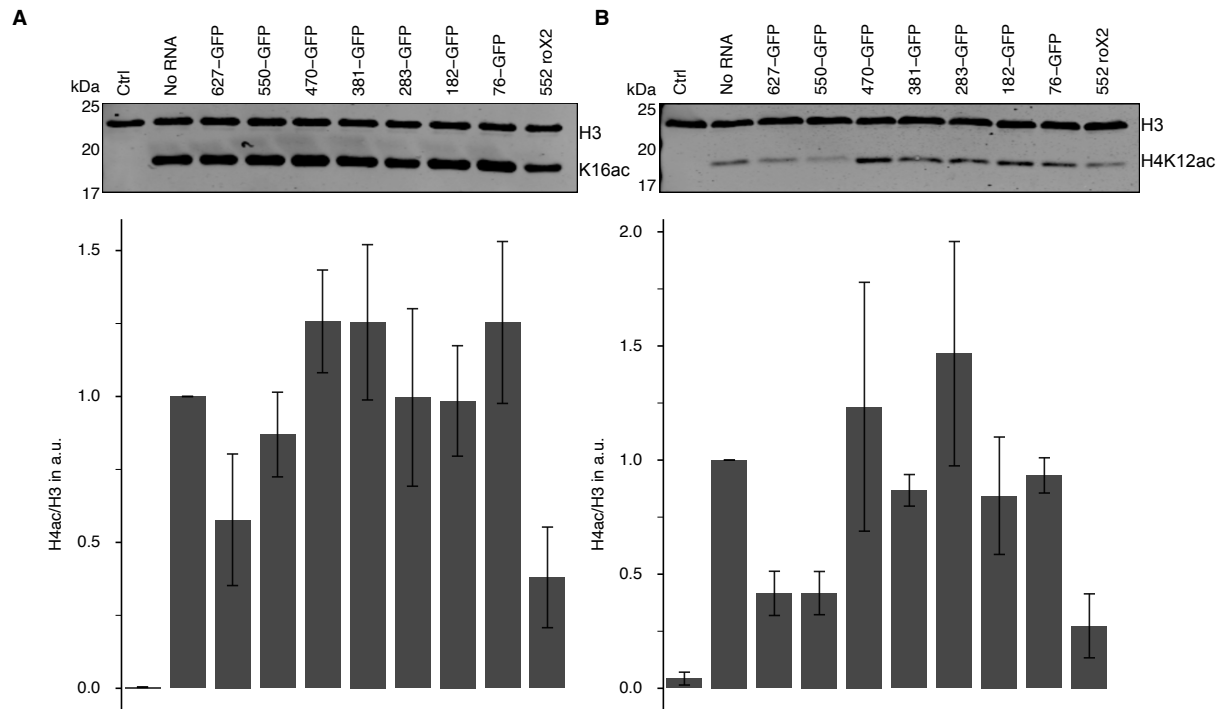 A
kDa
Ctrl
No RNA
627–GFP
550–GFP
470–GFP
381–GFP
283–GFP
182–GFP
76–GFP
552 roX2
25
20
17
H3
K16ac
H4ac/H3 in a.u.
1.5
1.0
0.5
0.0
B
kDa
Ctrl
No RNA
627–GFP
550–GFP
470–GFP
381–GFP
283–GFP
182–GFP
76–GFP
552 roX2
25
20
17
H3
H4K12ac
H4ac/H3 in a.u.
2.0
1.5
1.0
0.5
0.0